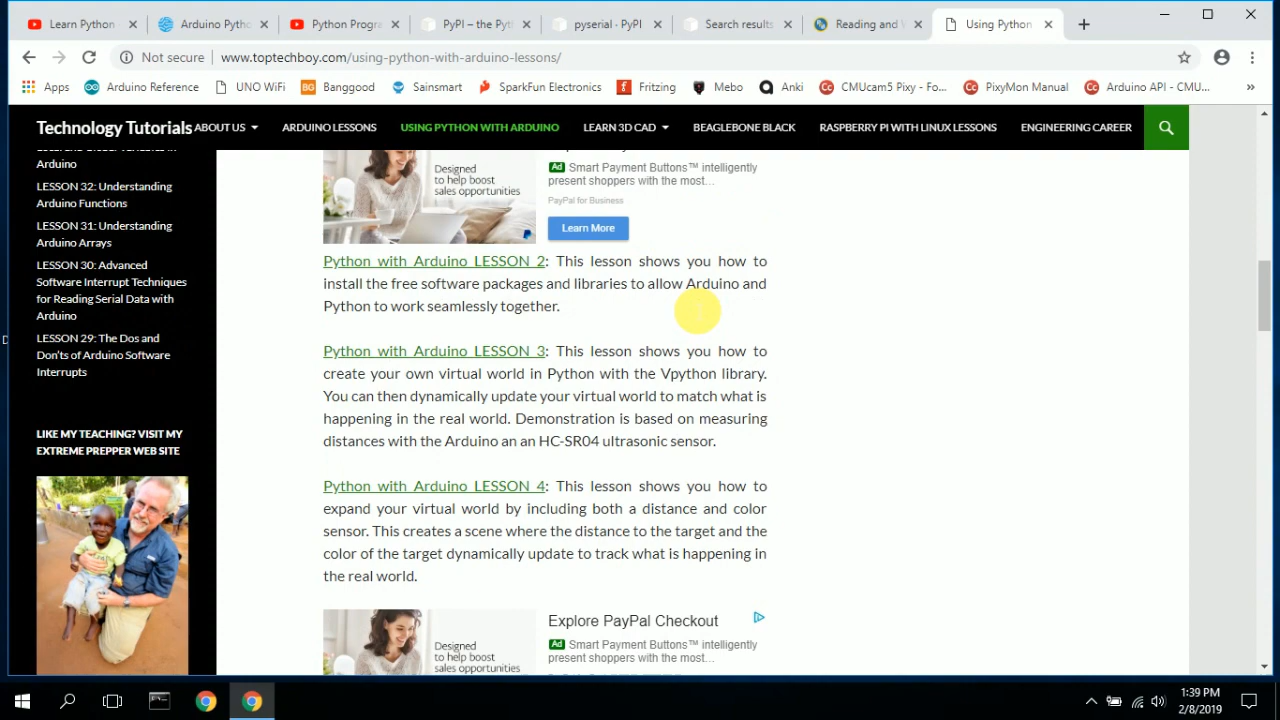 Learn Python
Arduino Pytho
Python Progra
PyPI – the Pyt
pyserial · PyPI
Search results
Reading and
Using Python
Not secure
www.toptechboy.com/using-python-with-arduino-lessons/
Apps
Arduino Reference
UNO WiFi
BG Banggood
Sainsmart
SparkFun Electronics
Fritzing
Mebo
Anki
Cc CMUcam5 Pixy - Fo...
Cc PixyMon Manual
Cc Arduino API - CMU...
»
Technology Tutorials
ABOUT US
ARDUINO LESSONS
USING PYTHON WITH ARDUINO
LEARN 3D CAD
BEAGLEBONE BLACK
RASPBERRY PI WITH LINUX LESSONS
ENGINEERING CAREER
Arduino
LESSON 32: Understanding
Arduino Functions
LESSON 31: Understanding
Arduino Arrays
LESSON 30: Advanced
Software Interrupt Techniques
for Reading Serial Data with
Arduino
LESSON 29: The Dos and
Don'ts of Arduino Software
Interrupts
LIKE MY TEACHING? VISIT MY
EXTREME PREPPER WEB SITE
Designed
to help boost
sales opportunities
Ad Smart Payment Buttons™ intelligently
present shoppers with the most...
PayPal for Business
Learn More
Python with Arduino LESSON 2: This lesson shows you how to
install the free software packages and libraries to allow Arduino and
Python to work seamlessly together.
Python with Arduino LESSON 3: This lesson shows you how to
create your own virtual world in Python with the Vpython library.
You can then dynamically update your virtual world to match what is
happening in the real world. Demonstration is based on measuring
distances with the Arduino an an HC-SR04 ultrasonic sensor.
Python with Arduino LESSON 4: This lesson shows you how to
expand your virtual world by including both a distance and color
sensor. This creates a scene where the distance to the target and the
color of the target dynamically update to track what is happening in
the real world.
Designed
to help boost
sales opportunities
Explore PayPal Checkout
Ad Smart Payment Buttons™ intelligently
present shoppers with the most...
1:39 PM
2/8/2019